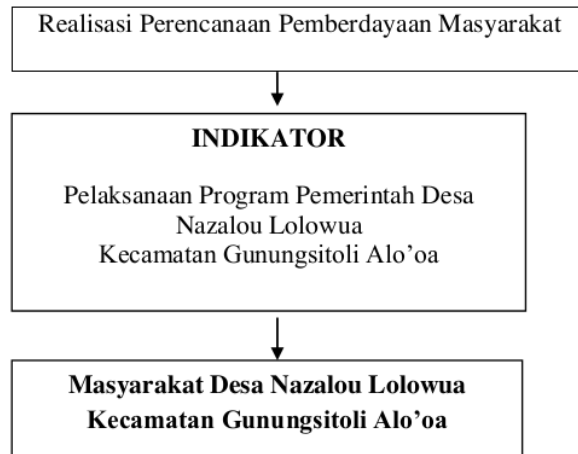 Realisasi Perencanaan Pemberdayaan Masyarakat
INDIKATOR
Pelaksanaan Program Pemerintah Desa
Nazalou Lolowua
Kecamatan Gunungsitoli Alo’oa
Masyarakat Desa Nazalou Lolowua
Kecamatan Gunungsitoli Alo’oa